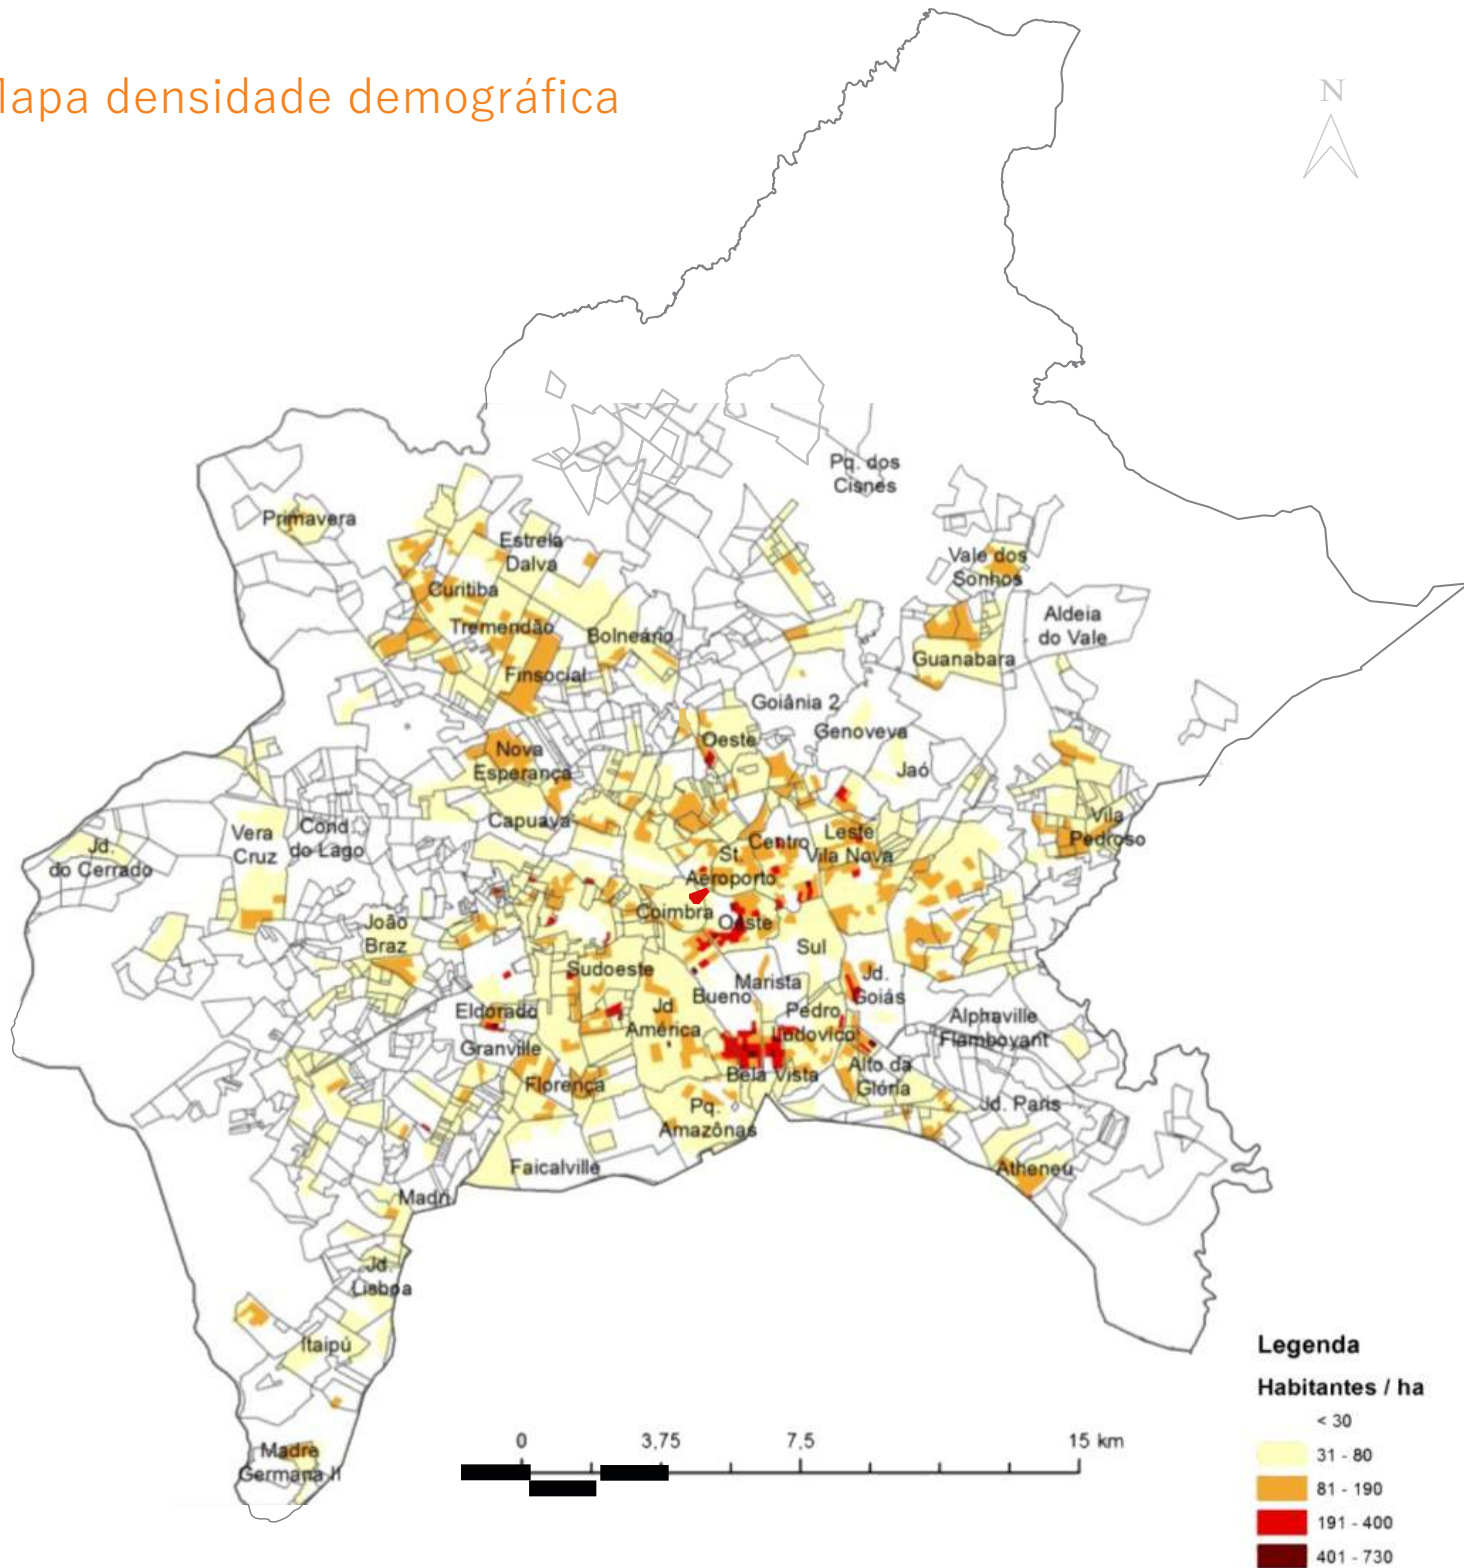 lapa densidade demográfica
N
Pq. dos
Cisnes
Primavera
Estrela
Dalva
Vale dos
Sonhos
Curitiba
Aldeia
do Vale
Tremendão
Bolneário
Guanabara
Finsocial
Goiânia 2
Genoveva
Oeste
Nova
Esperança
Jaó
Capuava
Vila
Pedroso
Vera
Cruz
Cond.
do Lago
Leste
Vila Nova
Centro
Jd.
do Cerrado
St.
Aeroporto
Coimbra
Oeste
João
Braz
Sul
Sudoeste
Marista
Jd.
Goiás
Bueno
Eldorado
Jd
América
Pedro
Ludovico
Alphaville
Flamboyant
Granville
Bela Vista
Alto da
Glória
Florença
Pq.
Amazônas
Jd. Paris
Faicalville
Atheneu
Madri
Jd.
Lisboa
Itaipú
Madre
Germana II
0 3,75 7,5 15 km
Legenda
Habitantes / ha
< 30
31 - 80
81 - 190
191 - 400
401 - 730